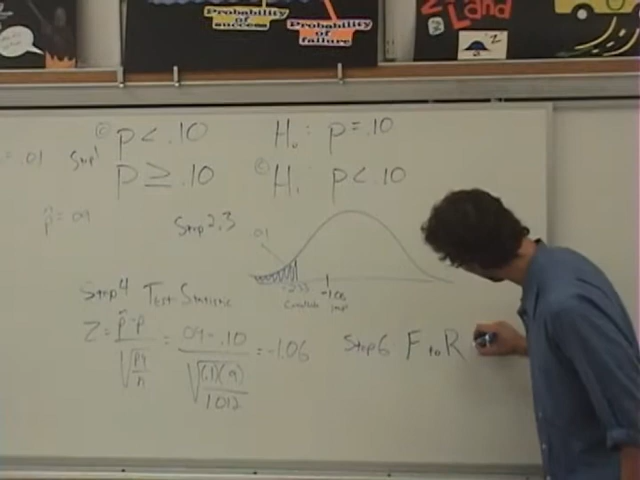 Probability
of
success
Probability
of
failure
Z Land
Z
= .01
Step 1
© P < .10
P ≥ .10
H₀ : P = .10
© H₁ P < .10
p̂ = .09
Step 2,3
.01
-2.33
-1.06
Step 4 Test Statistic
Z = p̂ - p / √(pq/n) = .09 - .10 / √((.1)(.9)/1012) = -1.06
Step 6 F to R